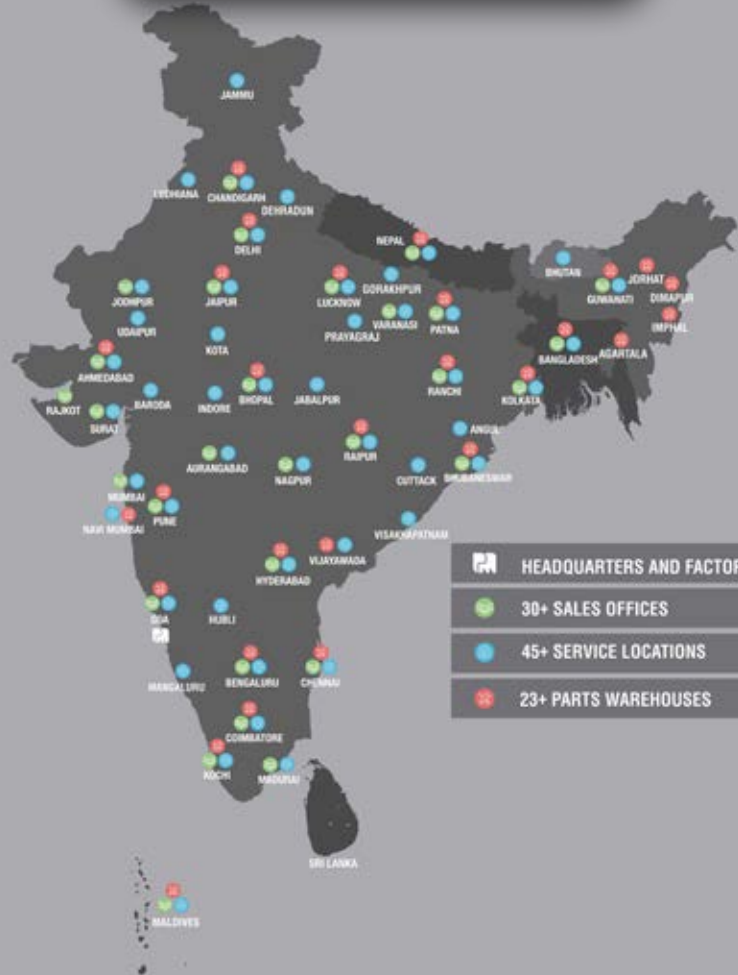 JAMMU
LUDHIANA
CHANDIGARH
DEHRADUN
DELHI
NEPAL
BHUTAN
JORHAT
GUWAHATI
DIMAPUR
IMPHAL
JODHPUR
JAIPUR
LUCKNOW
GORAKHPUR
UDAIPUR
KOTA
PRAYAGRAJ
VARANASI
PATNA
BANGLADESH
AGARTALA
AHMEDABAD
RAJKOT
BARODA
INDORE
BHOPAL
JABALPUR
RANCHI
KOLKATA
SURAT
ANGUL
AURANGABAD
NAGPUR
RAIPUR
CUTTACK
BHUBANESWAR
MUMBAI
NAVI MUMBAI
PUNE
VISAKHAPATNAM
HYDERABAD
VIJAYAWADA
GOA
HUBLI
MANGALURU
BENGALURU
CHENNAI
COIMBATORE
KOCHI
MADURAI
SRI LANKA
MALDIVES
HEADQUARTERS AND FACTOR
30+ SALES OFFICES
45+ SERVICE LOCATIONS
23+ PARTS WAREHOUSES